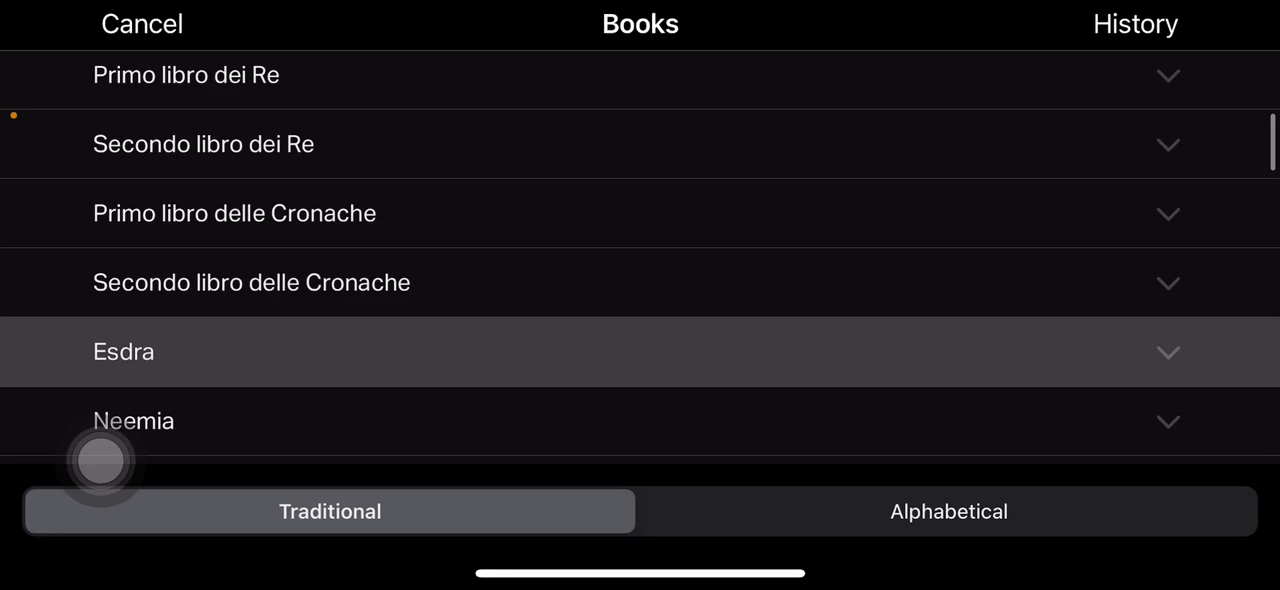 Cancel Books History
Primo libro dei Re
Secondo libro dei Re
Primo libro delle Cronache
Secondo libro delle Cronache
Esdra
Neemia
Traditional Alphabetical